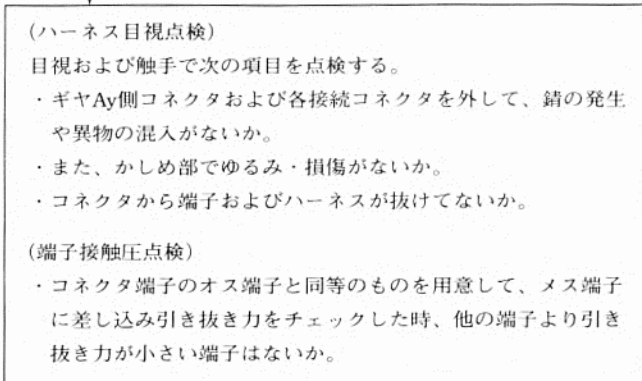 (ハーネス目視点検)
目視および触手で次の項目を点検する。
・ギヤAy側コネクタおよび各接続コネクタを外して、錆の発生
や異物の混入がないか。
・また、かしめ部でゆるみ・損傷がないか。
・コネクタから端子およびハーネスが抜けてないか。
(端子接触圧点検)
・コネクタ端子のオス端子と同等のものを用意して、メス端子
に差し込み引き抜き力をチェックした時、他の端子より引き
抜き力が小さい端子はないか。